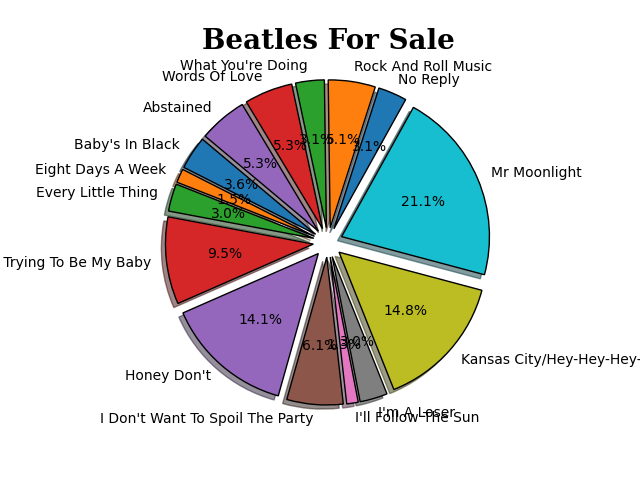 Beatles For Sale
What You're Doing
Rock And Roll Music
Words Of Love
No Reply
Abstained
3.1%
5.1%
3.1%
5.3%
Baby's In Black
5.3%
Eight Days A Week
3.6%
Mr Moonlight
Every Little Thing
1.5%
21.1%
3.0%
Trying To Be My Baby
9.5%
14.1%
14.8%
6.1%
3.0%
Kansas City/Hey-Hey-Hey-
Honey Don't
I Don't Want To Spoil The Party
I'm A Loser
I'll Follow The Sun